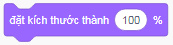 đặt kích thước thành 100 %